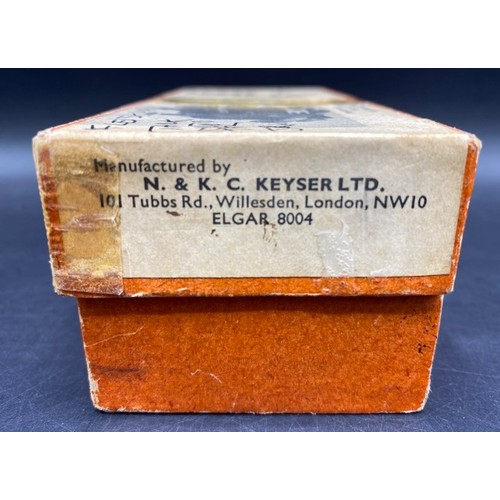 Manufactured by
N. & K. C. KEYSER LTD.
101 Tubbs Rd., Willesden, London, NW10
ELGAR 8004